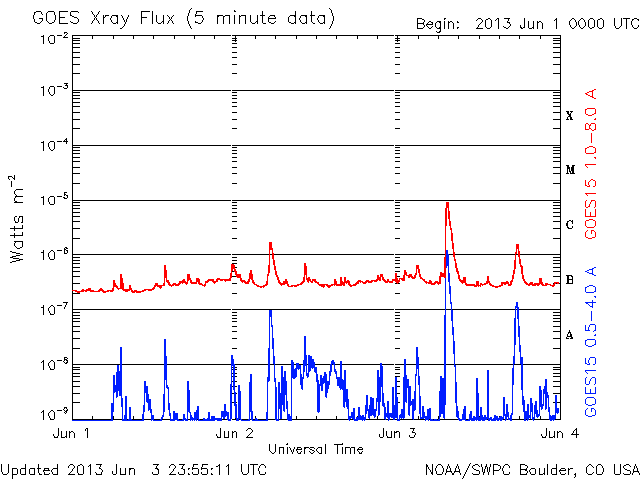 GOES Xray Flux (5 minute data)
Begin: 2013 Jun 1 0000 UTC
10⁻²
10⁻³
10⁻⁴
10⁻⁵
10⁻⁶
10⁻⁷
10⁻⁸
10⁻⁹
Watts m⁻²
X
M
C
B
A
GOES15 1.0-8.0 A
GOES15 0.5-4.0 A
Jun 1
Jun 2
Jun 3
Jun 4
Universal Time
Updated 2013 Jun 3 23:55:11 UTC
NOAA/SWPC Boulder, CO USA